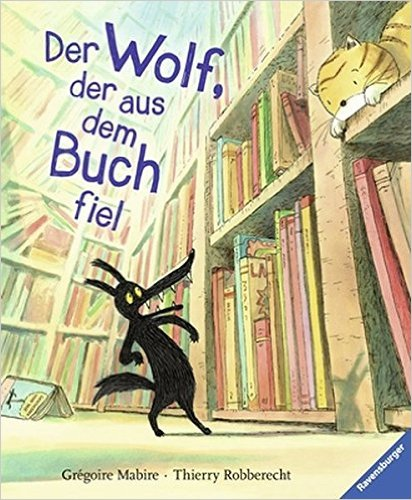 Der Wolf,
der aus
dem
Buch
fiel
Grégoire Mabire · Thierry Robberecht
Ravensburger